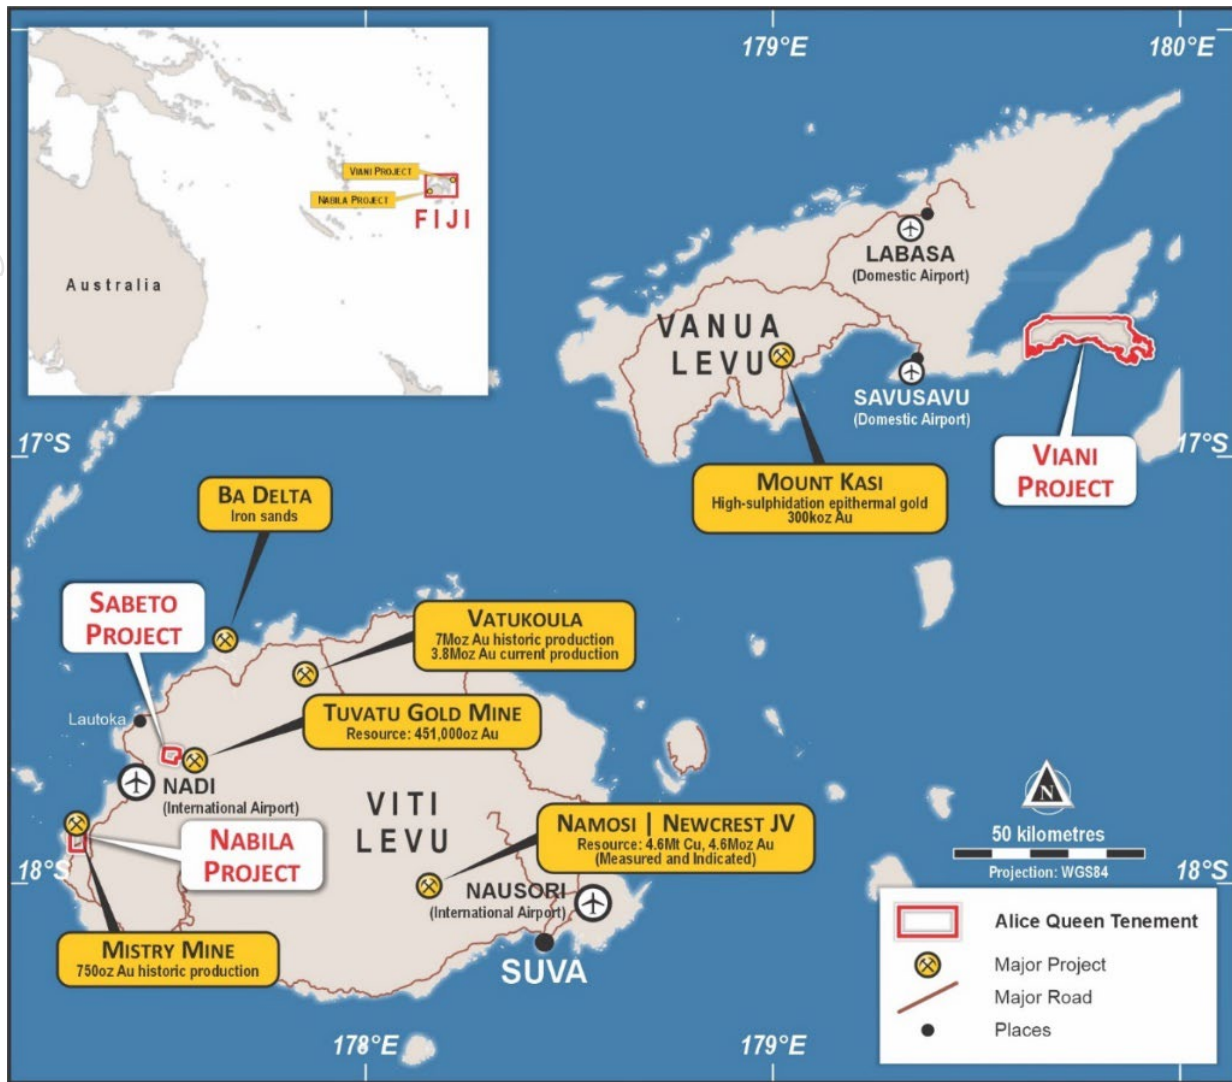 179°E
180°E
VIANI PROJECT
NABILA PROJECT
FIJI
Australia
LABASA
(Domestic Airport)
VANUA
LEVU
SAVUSAVU
(Domestic Airport)
17°S
17°S
VIANI
PROJECT
MOUNT KASI
High-sulphidation epithermal gold
300koz Au
BA DELTA
Iron sands
SABETO
PROJECT
VATUKOULA
7Moz Au historic production
3.8Moz Au current production
Lautoka
TUVATU GOLD MINE
Resource: 451,000oz Au
NADI
(International Airport)
VITI
LEVU
NABILA
PROJECT
NAMOSI | NEWCREST JV
Resource: 4.6Mt Cu, 4.6Moz Au
(Measured and Indicated)
N
50 kilometres
Projection: WGS84
18°S
18°S
NAUSORI
(International Airport)
MISTRY MINE
750oz Au historic production
SUVA
Alice Queen Tenement
Major Project
Major Road
Places
178°E
179°E